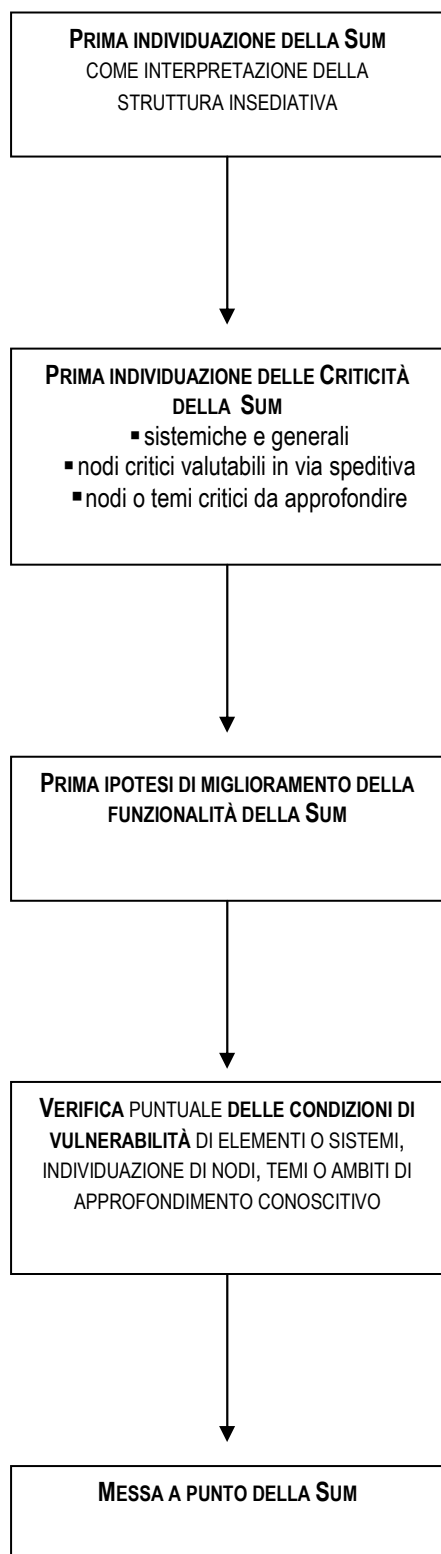 PRIMA INDIVIDUAZIONE DELLA SUM
COME INTERPRETAZIONE DELLA
STRUTTURA INSEDIATIVA
PRIMA INDIVIDUAZIONE DELLE CRITICITÀ
DELLA SUM
▪ sistemiche e generali
▪ nodi critici valutabili in via speditiva
▪ nodi o temi critici da approfondire
PRIMA IPOTESI DI MIGLIORAMENTO DELLA
FUNZIONALITÀ DELLA SUM
VERIFICA PUNTUALE DELLE CONDIZIONI DI
VULNERABILITÀ DI ELEMENTI O SISTEMI,
INDIVIDUAZIONE DI NODI, TEMI O AMBITI DI
APPROFONDIMENTO CONOSCITIVO
MESSA A PUNTO DELLA SUM